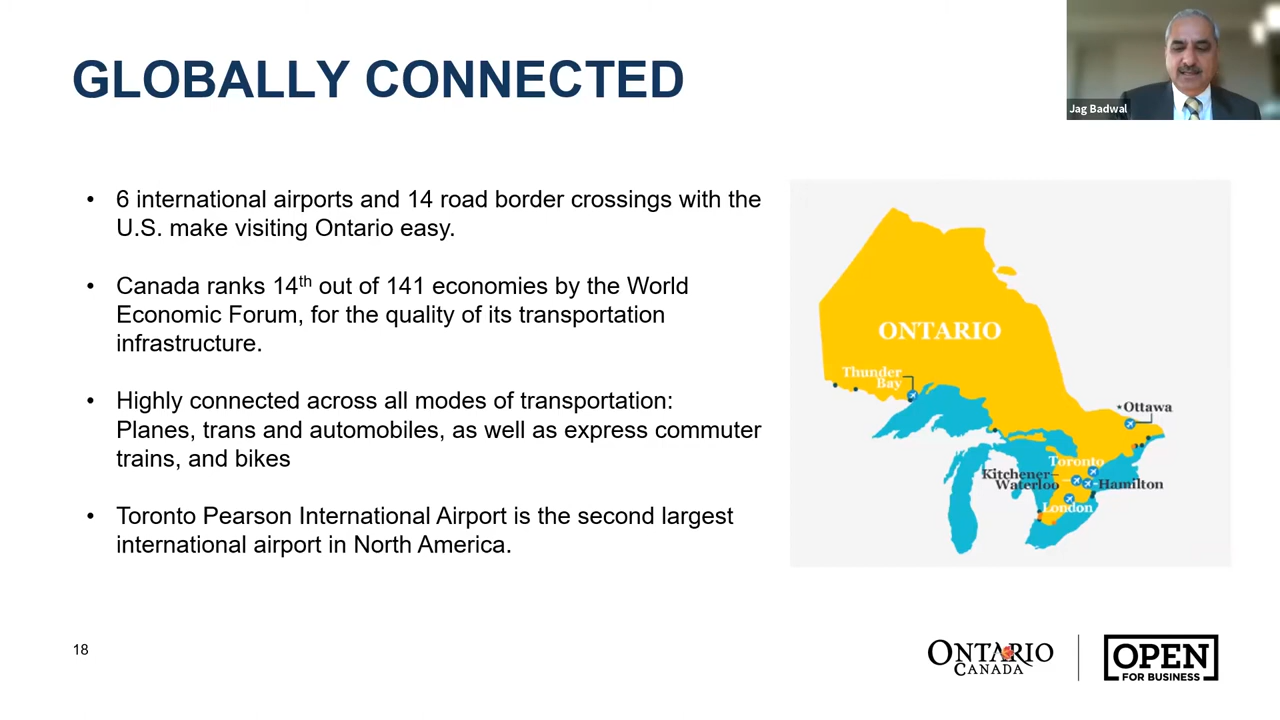 GLOBALLY CONNECTED
Jag Badwal
• 6 international airports and 14 road border crossings with the
U.S. make visiting Ontario easy.
• Canada ranks 14th out of 141 economies by the World
Economic Forum, for the quality of its transportation
infrastructure.
• Highly connected across all modes of transportation:
Planes, trans and automobiles, as well as express commuter
trains, and bikes
• Toronto Pearson International Airport is the second largest
international airport in North America.
ONTARIO
Thunder
Bay
Ottawa
Toronto
Kitchener–
Waterloo
Hamilton
London
18
ONTARIO
CANADA
OPEN
FOR BUSINESS